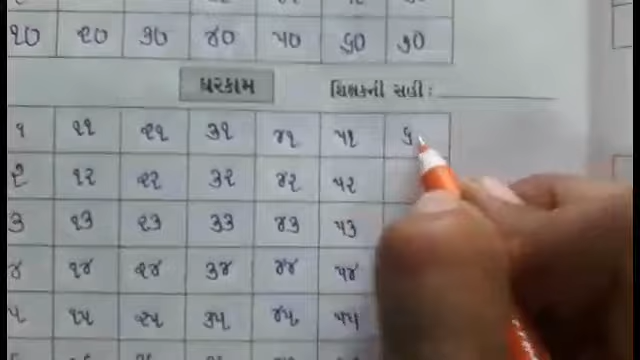 ૧૦ ૨૦ ૩૦ ૪૦ ૫૦ ૬૦ ૭૦
ઘરકામ શિક્ષકની સહી :
૧ ૧૧ ૨૧ ૩૧ ૪૧ ૫૧ ૬
૨ ૧૨ ૨૨ ૩૨ ૪૨ ૫૨
૩ ૧૩ ૨૩ ૩૩ ૪૩ ૫૩
૪ ૧૪ ૨૪ ૩૪ ૪૪ ૫૪
૫ ૧૫ ૨૫ ૩૫ ૪૫ ૫૫